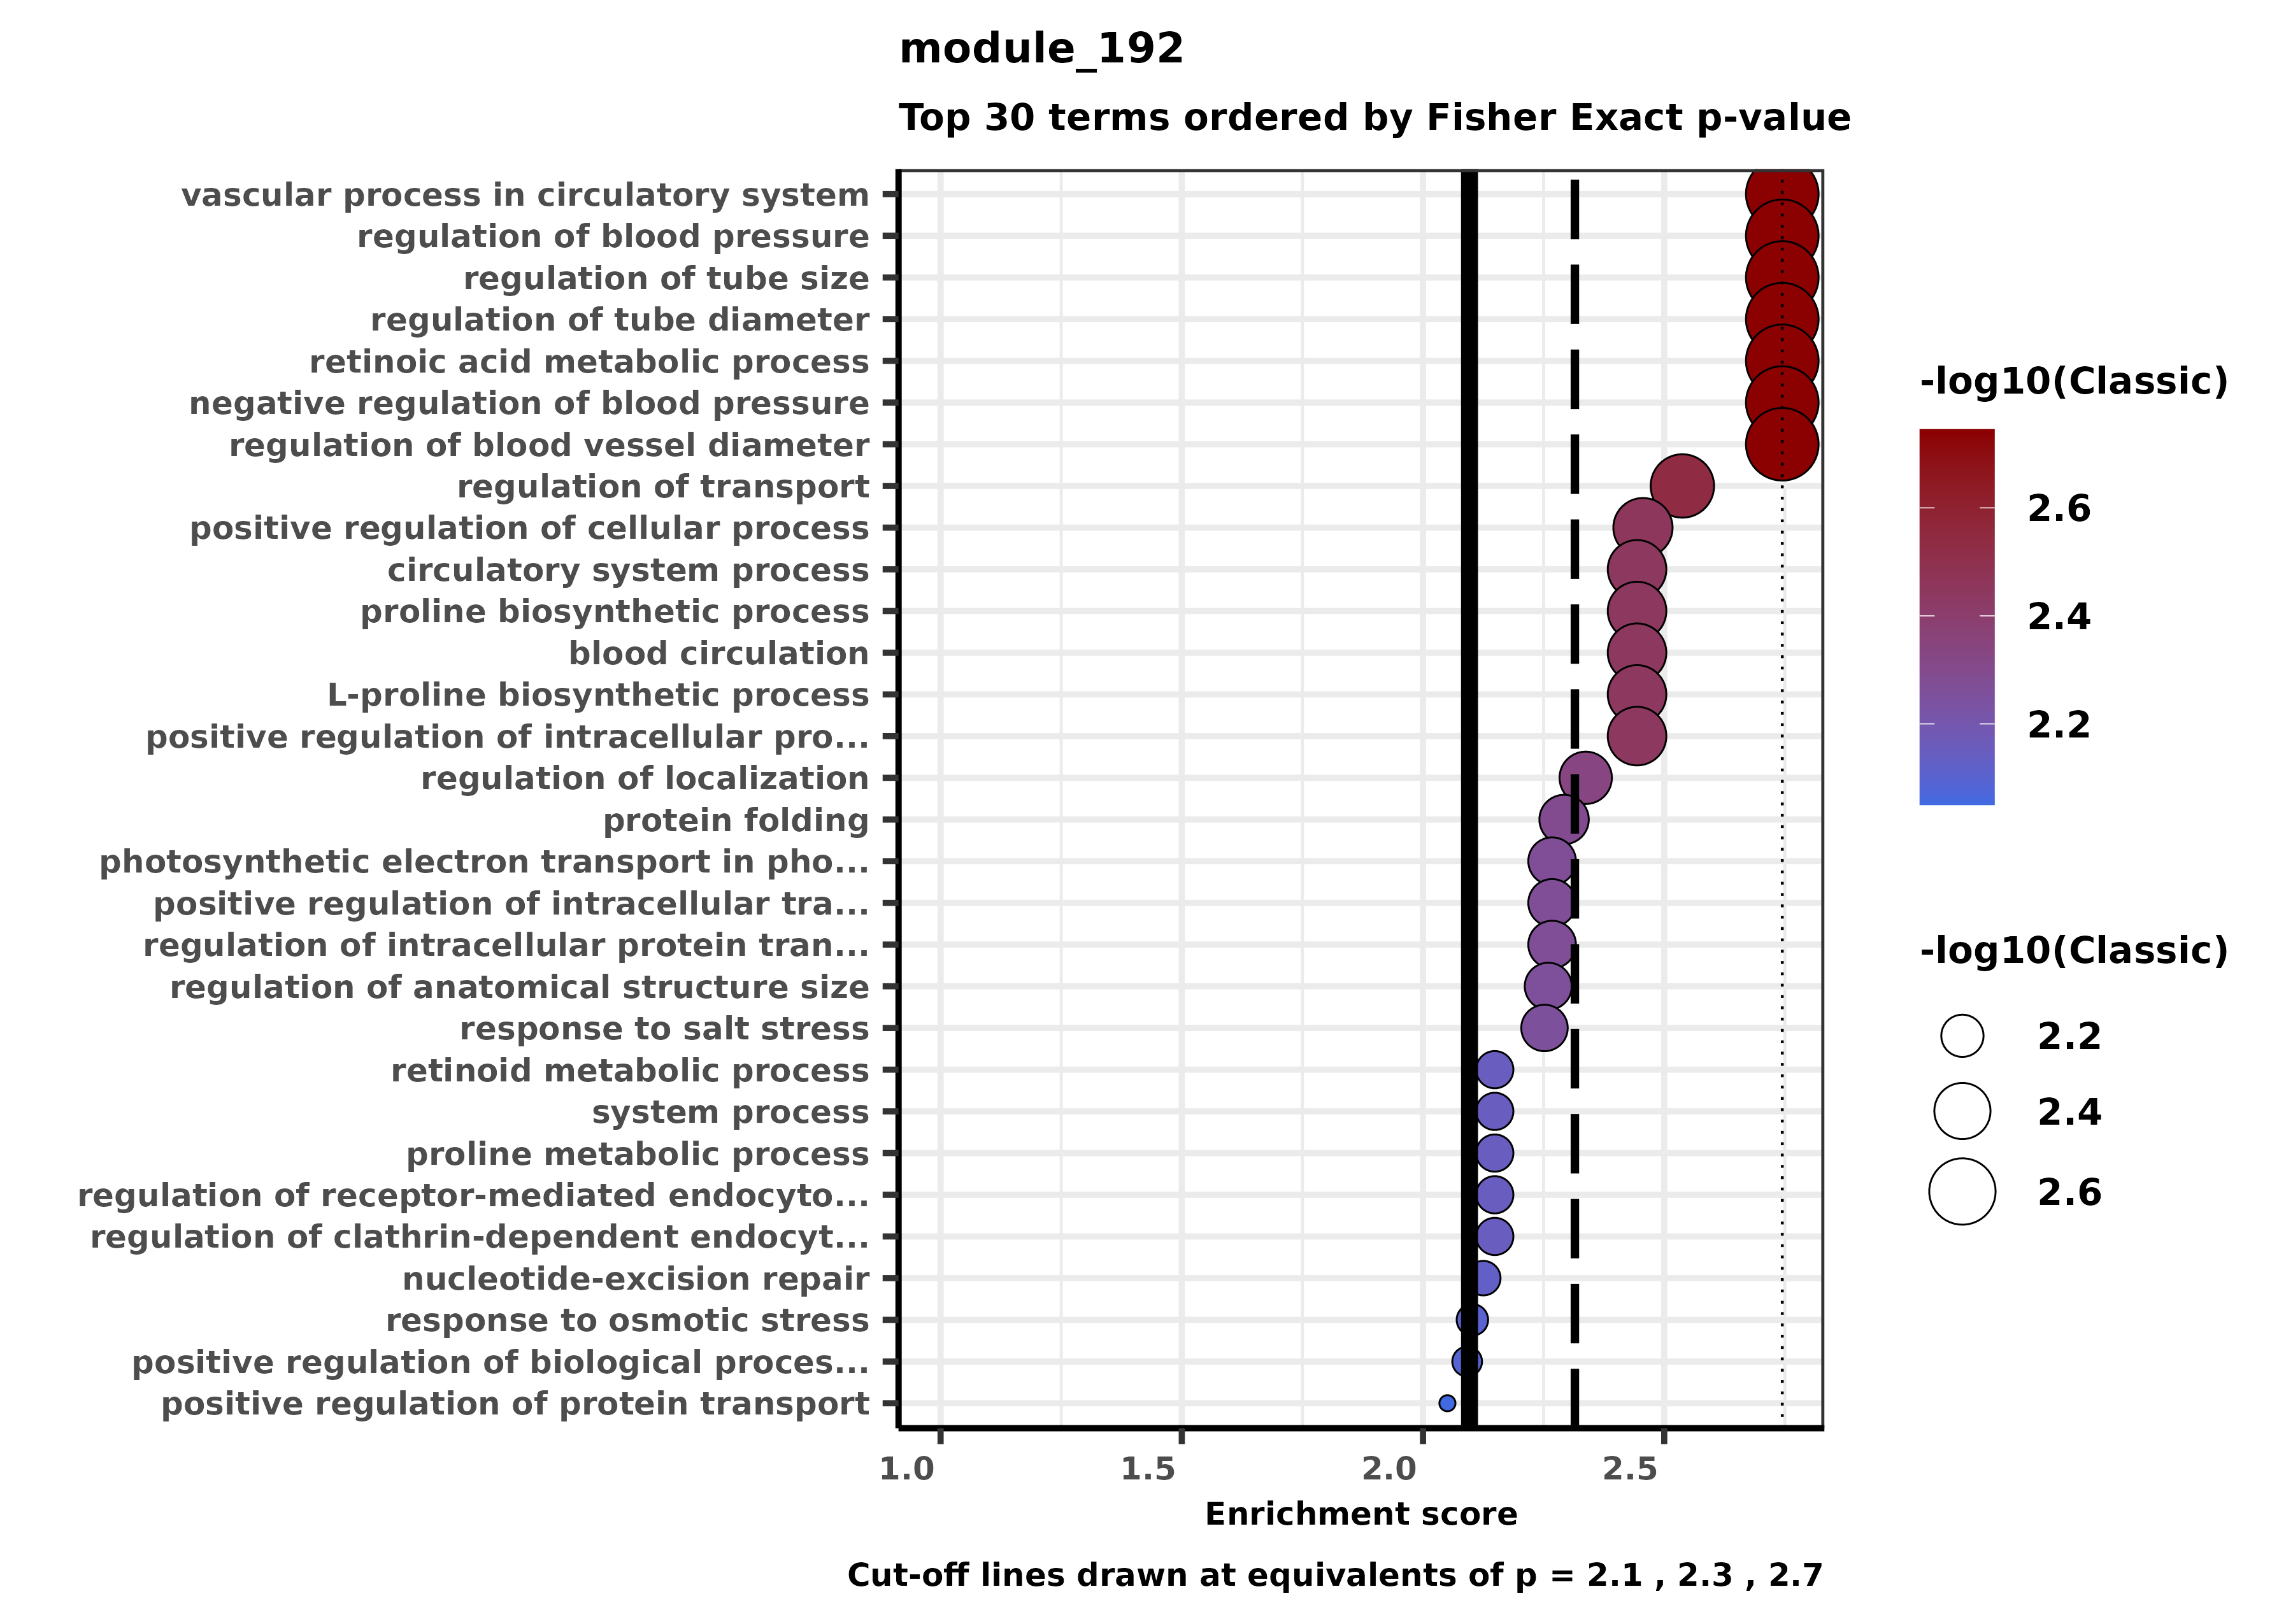 module_192
Top 30 terms ordered by Fisher Exact p-value
vascular process in circulatory system
regulation of blood pressure
regulation of tube size
regulation of tube diameter
retinoic acid metabolic process
negative regulation of blood pressure
regulation of blood vessel diameter
regulation of transport
positive regulation of cellular process
circulatory system process
proline biosynthetic process
blood circulation
L-proline biosynthetic process
positive regulation of intracellular pro...
regulation of localization
protein folding
photosynthetic electron transport in pho...
positive regulation of intracellular tra...
regulation of intracellular protein tran...
regulation of anatomical structure size
response to salt stress
retinoid metabolic process
system process
proline metabolic process
regulation of receptor-mediated endocyto...
regulation of clathrin-dependent endocyt...
nucleotide-excision repair
response to osmotic stress
positive regulation of biological proces...
positive regulation of protein transport
1.0 1.5 2.0 2.5
Enrichment score
Cut-off lines drawn at equivalents of p = 2.1 , 2.3 , 2.7
-log10(Classic)
2.6
2.4
2.2
-log10(Classic)
2.2
2.4
2.6